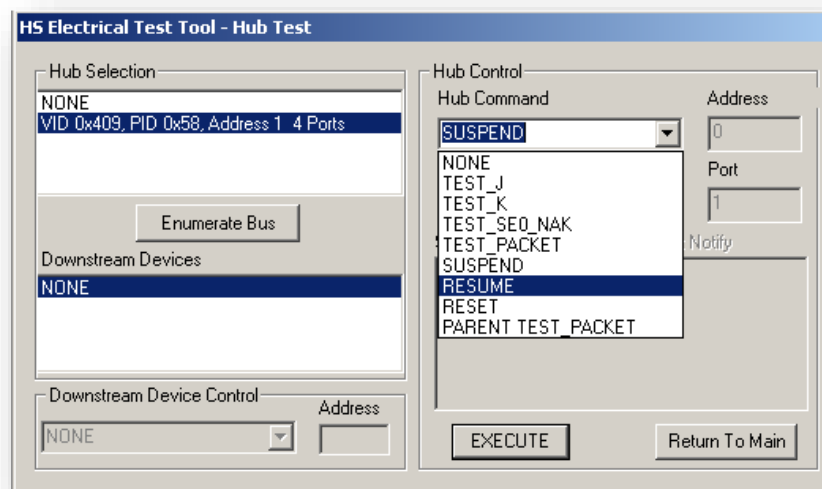 HS Electrical Test Tool - Hub Test
Hub Selection
NONE
VID 0x409, PID 0x58, Address 1 4 Ports
Enumerate Bus
Downstream Devices
NONE
Downstream Device Control
Address
NONE
Hub Control
Hub Command
Address
SUSPEND
0
NONE
TEST_J
TEST_K
TEST_SE0_NAK
TEST_PACKET
SUSPEND
RESUME
RESET
PARENT TEST_PACKET
Port
1
Notify
EXECUTE
Return To Main